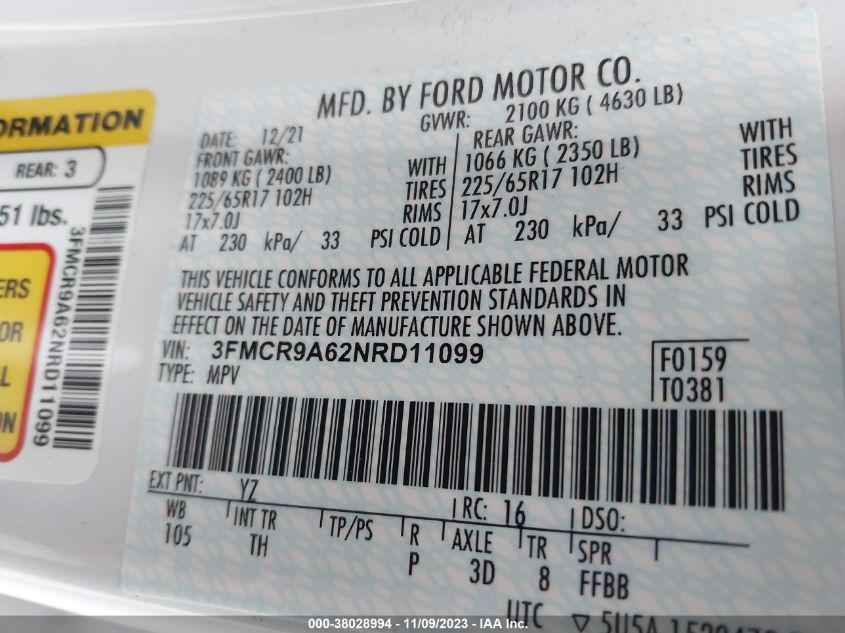 ORMATION
REAR: 3
51 lbs.
3FMCR9A62NRD11099
ERS
OR
AL
ON
MFD. BY FORD MOTOR CO.
DATE: 12/21 GVWR: 2100 KG ( 4630 LB)
FRONT GAWR: REAR GAWR:
1089 KG ( 2400 LB) WITH 1066 KG ( 2350 LB) WITH
225/65R17 102H TIRES 225/65R17 102H TIRES
17x7.0J RIMS 17x7.0J RIMS
AT 230 kPa/ 33 PSI COLD AT 230 kPa/ 33 PSI COLD
THIS VEHICLE CONFORMS TO ALL APPLICABLE FEDERAL MOTOR
VEHICLE SAFETY AND THEFT PREVENTION STANDARDS IN
EFFECT ON THE DATE OF MANUFACTURE SHOWN ABOVE.
VIN: 3FMCR9A62NRD11099 F0159
TYPE: MPV T0381
EXT PNT: YZ RC: 16 DSO:
WB INT TR TP/PS R AXLE TR SPR
105 TH P 3D 8 FFBB
UTC
000-38028994 - 11/09/2023 - IAA Inc.